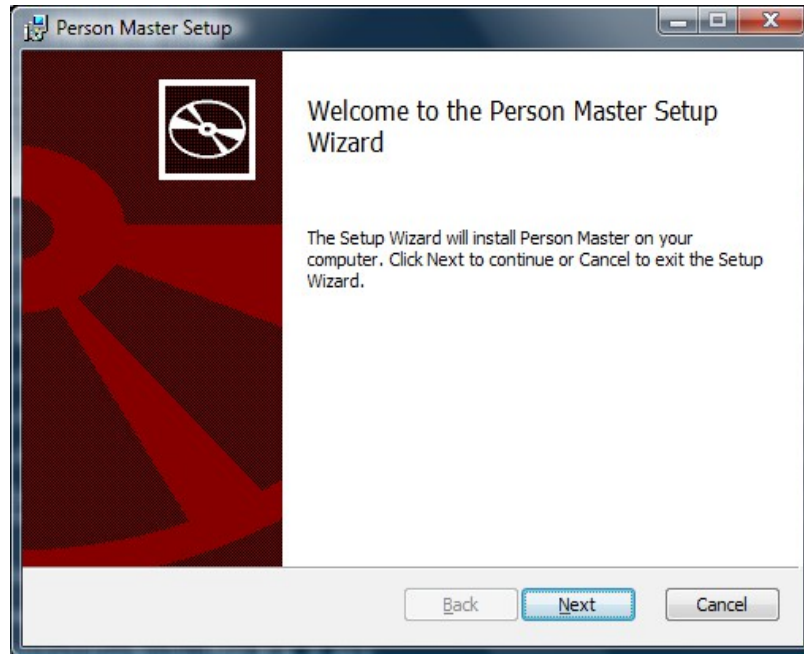 Person Master Setup
Welcome to the Person Master Setup
Wizard
The Setup Wizard will install Person Master on your
computer. Click Next to continue or Cancel to exit the Setup
Wizard.
Back Next Cancel